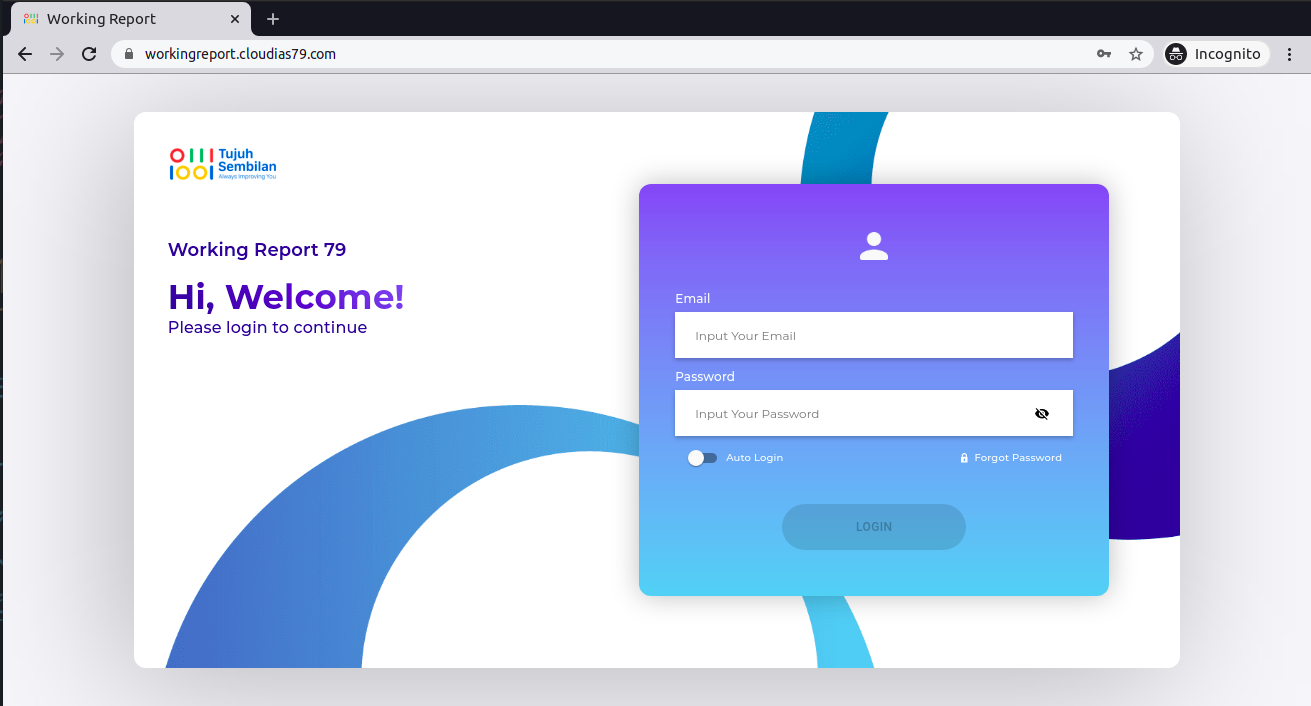 Working Report
workingreport.cloudias79.com
Incognito
Tujuh
Sembilan
Always Improving You
Working Report 79
Hi, Welcome!
Please login to continue
Email
Input Your Email
Password
Input Your Password
Auto Login
Forgot Password
LOGIN